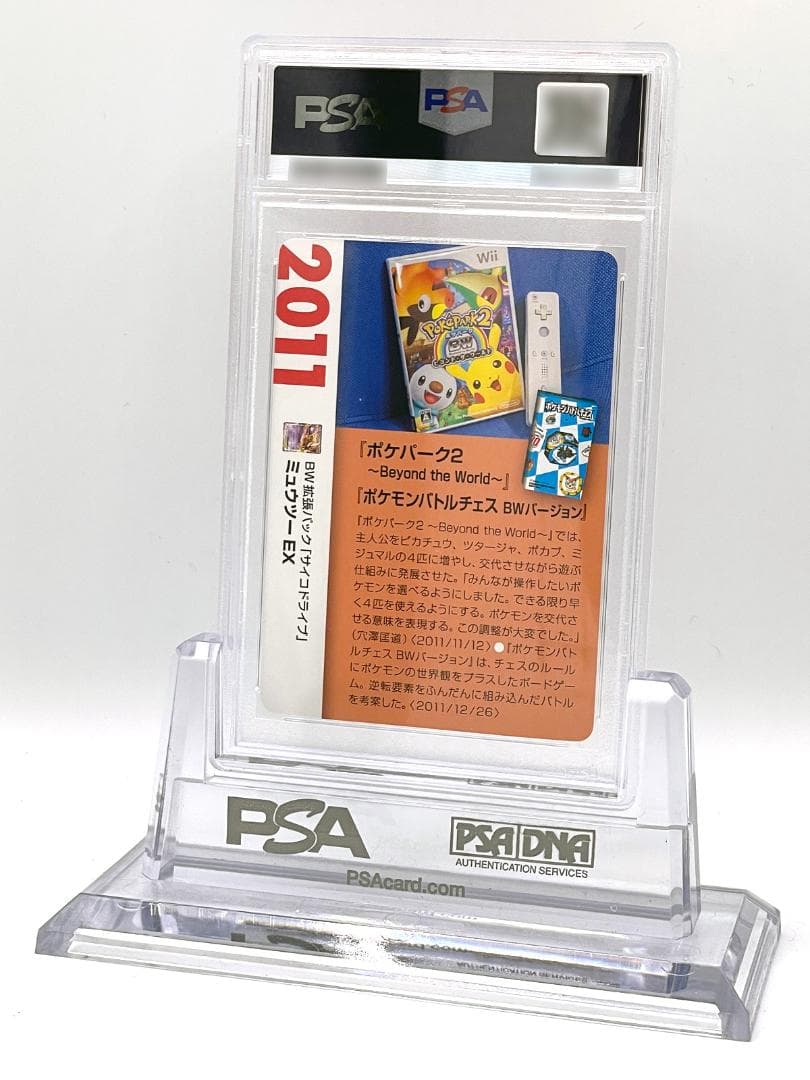 PSA
PSA
2011
Wii
POKÉPARK 2
BW
ポケモンバトルチェス
『ポケパーク2
～Beyond the World～』
『ポケモンバトルチェス BWバージョン』
『ポケパーク2 ～Beyond the World～』では、
主人公をピカチュウ、ツタージャ、ポカブ、ミ
ジュマルの4匹に増やし、交代させながら遊ぶ
仕組みに発展させた。「みんなが操作したいポ
ケモンを選べるようにしました。できる限り早
く4匹を使えるようにする。ポケモンを交代さ
せる意味を表現する。この調整が大変でした。」
(穴澤匡道)〈2011/11/12〉●『ポケモンバト
ルチェス BWバージョン』は、チェスのルール
にポケモンの世界観をプラスしたボードゲー
ム。逆転要素をふんだんに組み込んだバトル
を考案した。〈2011/12/26〉
BW 拡張パック「サイコドライブ」
ミュウツー EX
PSA
PSA DNA
AUTHENTICATION SERVICES
PSAcard.com